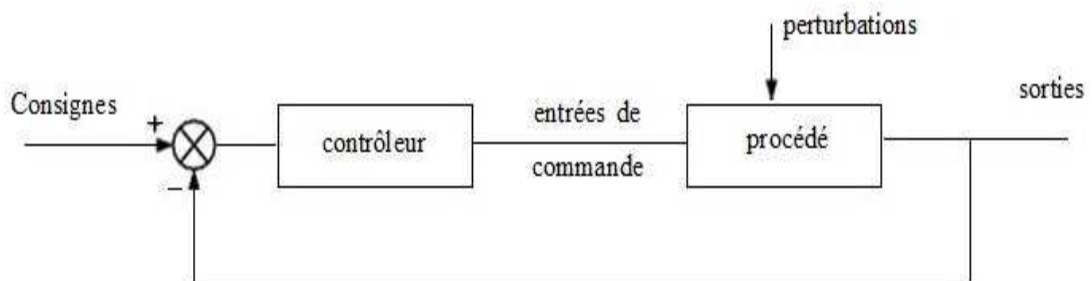 perturbations
Consignes
+
−
contrôleur
entrées de
commande
procédé
sorties